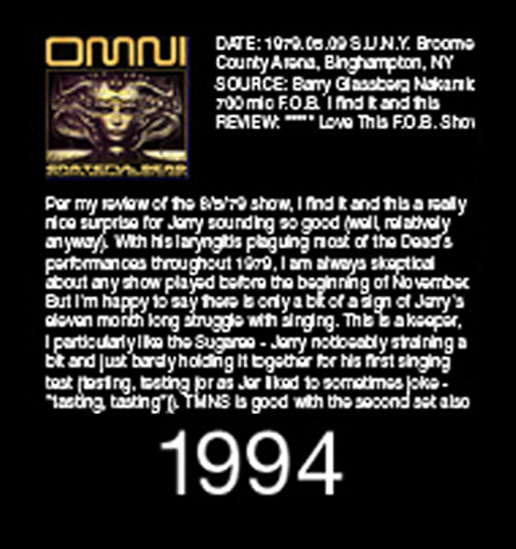 OMNI
DATE: 1979.05.09 S.U.N.Y. Broome
County Arena, Binghampton, NY
SOURCE: Barry Glassberg Nakamic
700 mic F.O.B. I find it and this
REVIEW: ***** Love This F.O.B. Show
Per my review of the 8/5/79 show, I find it and this a really
nice surprise for Jerry sounding so good (well, relatively
anyway). With his laryngitis plaguing most of the Dead's
performances throughout 1979, I am always skeptical
about any show played before the beginning of November.
But I'm happy to say there is only a bit of a sign of Jerry's
eleven month long struggle with singing. This is a keeper,
I particularly like the Sugaree - Jerry noticeably straining a
bit and just barely holding it together for his first singing
test (testing, testing for as Jer liked to sometimes joke -
"tasting, tasting"(). TMNS is good with the second set also
1994